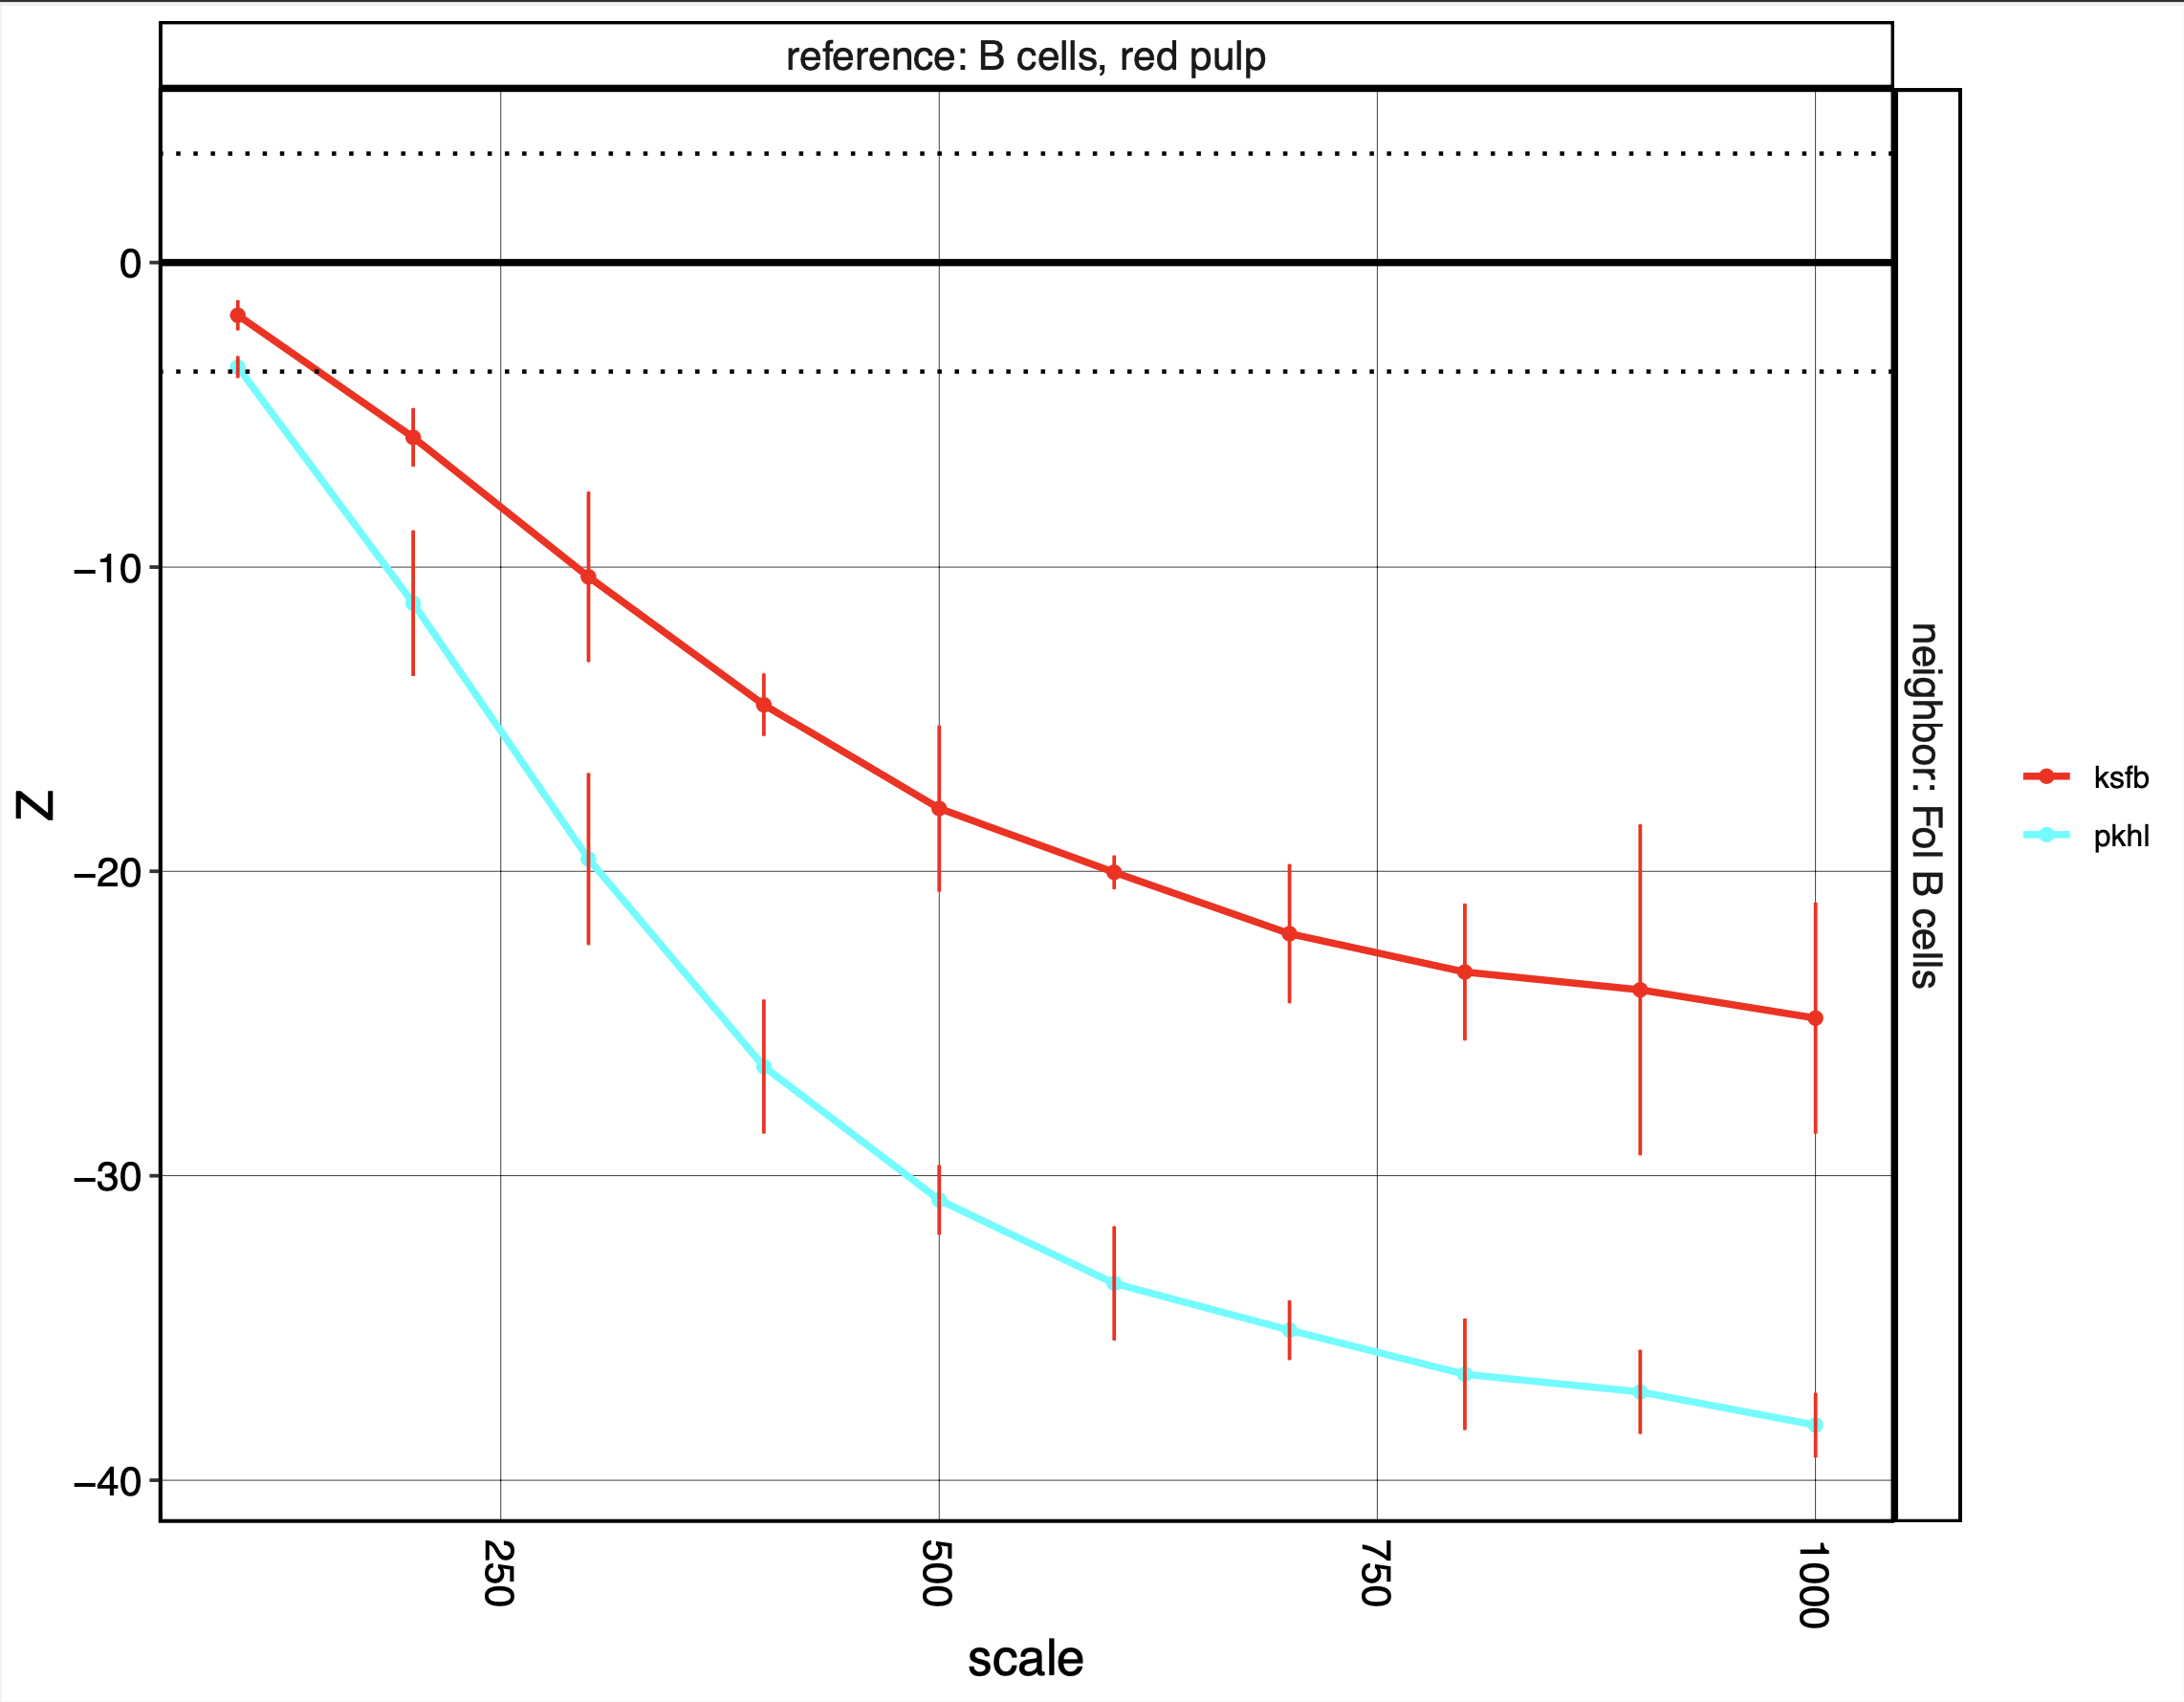 reference: B cells, red pulp
0
−10
−20
−30
−40
Z
250
500
750
1000
scale
neighbor: Fol B cells
ksfb
pkhl